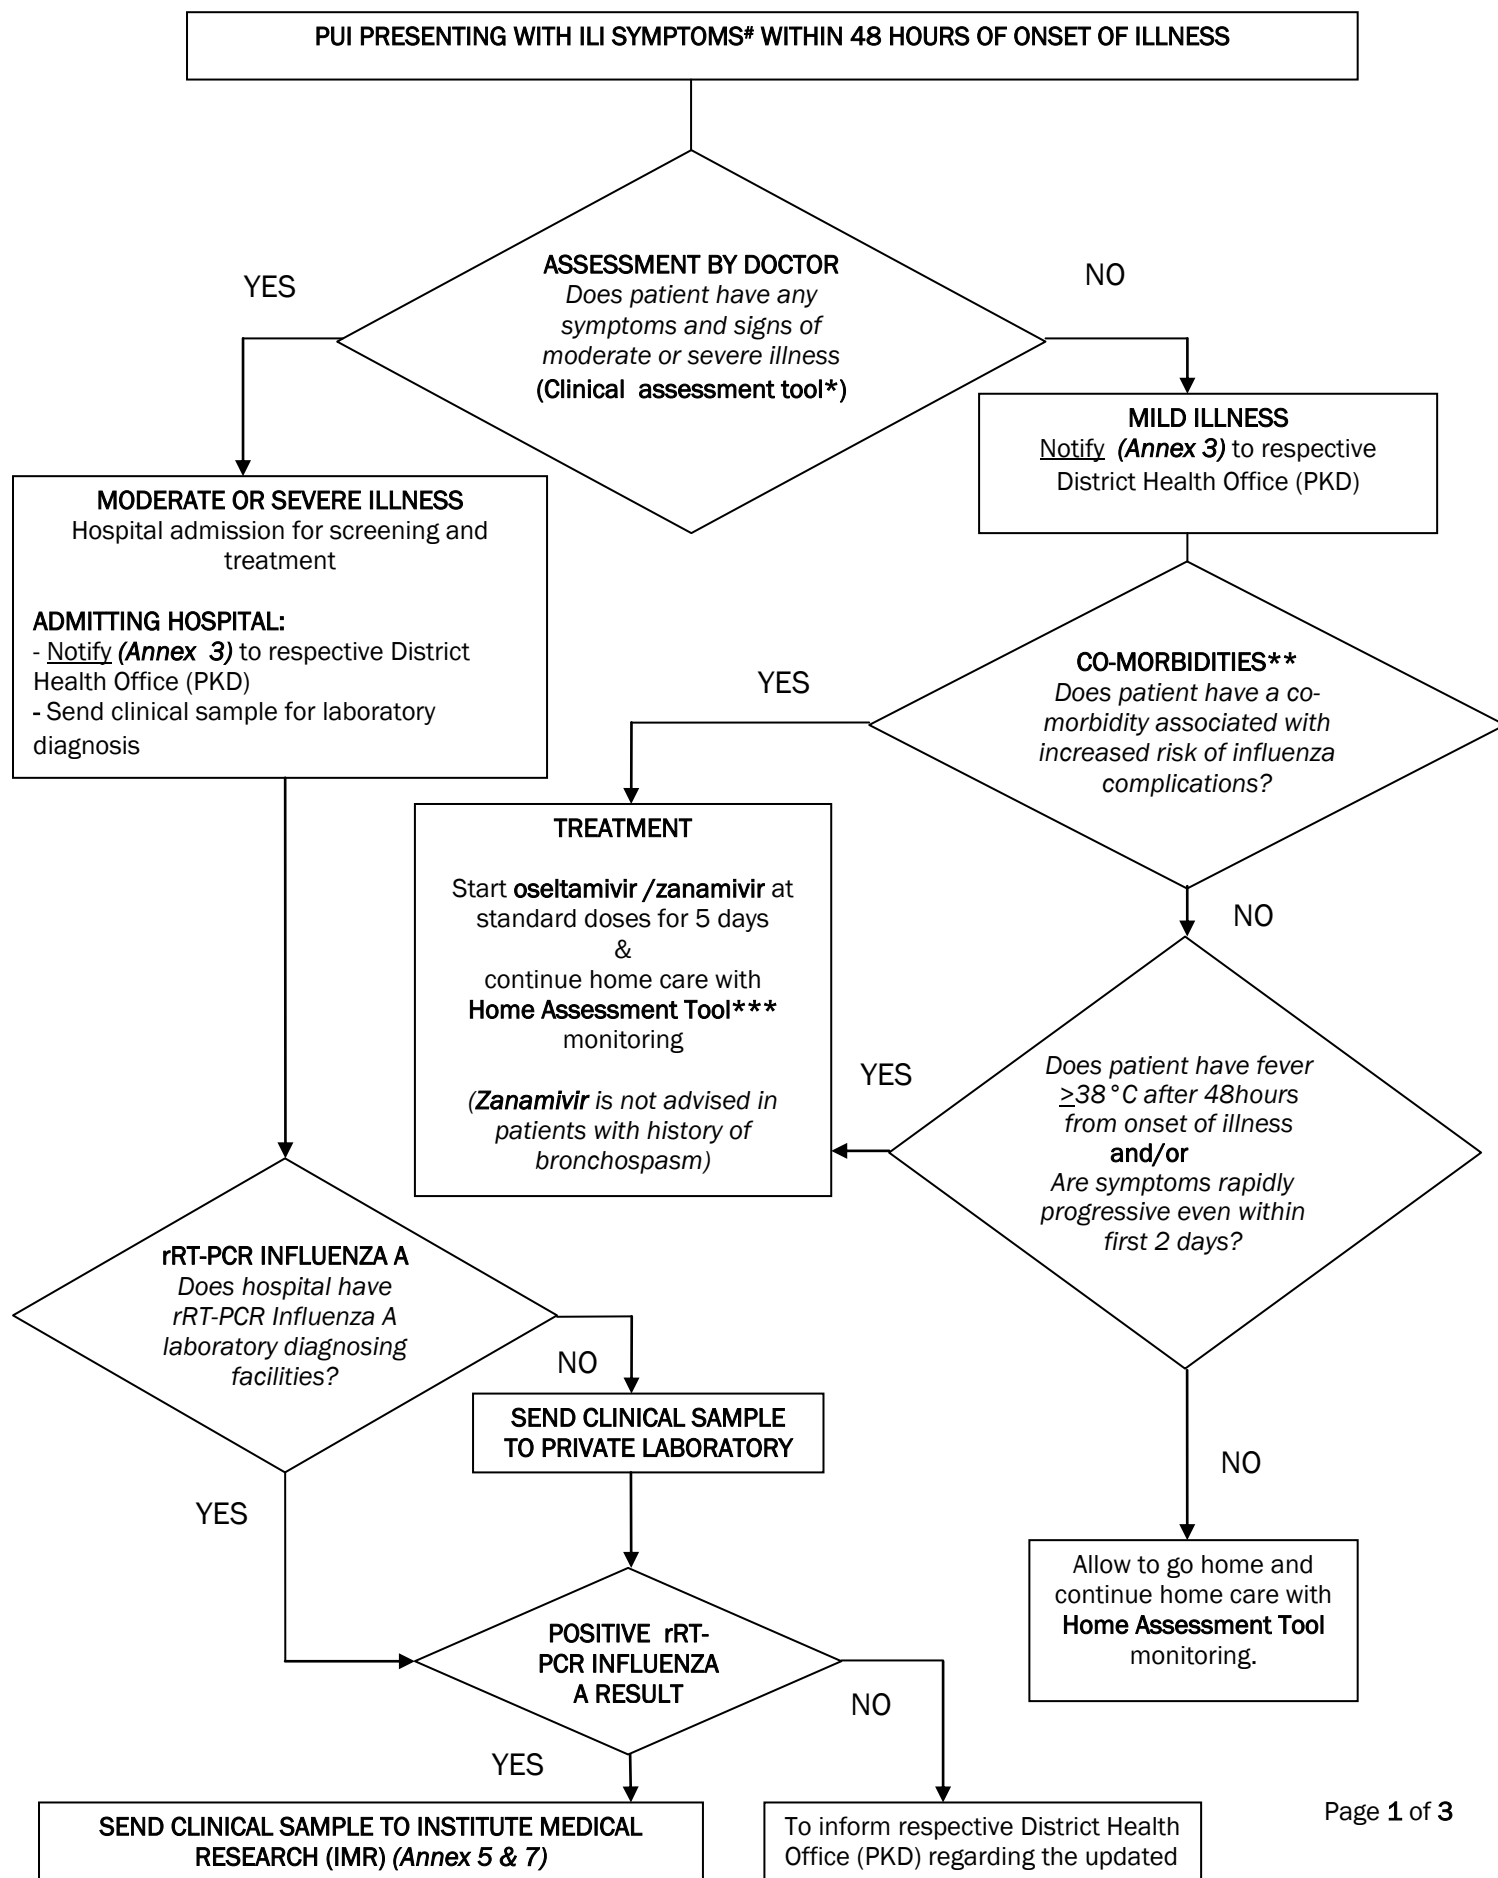 PUI PRESENTING WITH ILI SYMPTOMS# WITHIN 48 HOURS OF ONSET OF ILLNESS
ASSESSMENT BY DOCTOR
Does patient have any
symptoms and signs of
moderate or severe illness
(Clinical assessment tool*)
YES
NO
MILD ILLNESS
Notify (Annex 3) to respective
District Health Office (PKD)
MODERATE OR SEVERE ILLNESS
Hospital admission for screening and
treatment
ADMITTING HOSPITAL:
- Notify (Annex 3) to respective District
Health Office (PKD)
- Send clinical sample for laboratory
diagnosis
CO-MORBIDITIES**
Does patient have a co-
morbidity associated with
increased risk of influenza
complications?
YES
NO
TREATMENT
Start oseltamivir /zanamivir at
standard doses for 5 days
&
continue home care with
Home Assessment Tool***
monitoring
(Zanamivir is not advised in
patients with history of
bronchospasm)
Does patient have fever
≥38°C after 48hours
from onset of illness
and/or
Are symptoms rapidly
progressive even within
first 2 days?
YES
NO
rRT-PCR INFLUENZA A
Does hospital have
rRT-PCR Influenza A
laboratory diagnosing
facilities?
NO
YES
SEND CLINICAL SAMPLE
TO PRIVATE LABORATORY
Allow to go home and
continue home care with
Home Assessment Tool
monitoring.
POSITIVE rRT-
PCR INFLUENZA
A RESULT
NO
YES
SEND CLINICAL SAMPLE TO INSTITUTE MEDICAL
RESEARCH (IMR) (Annex 5 & 7)
To inform respective District Health
Office (PKD) regarding the updated
Page 1 of 3